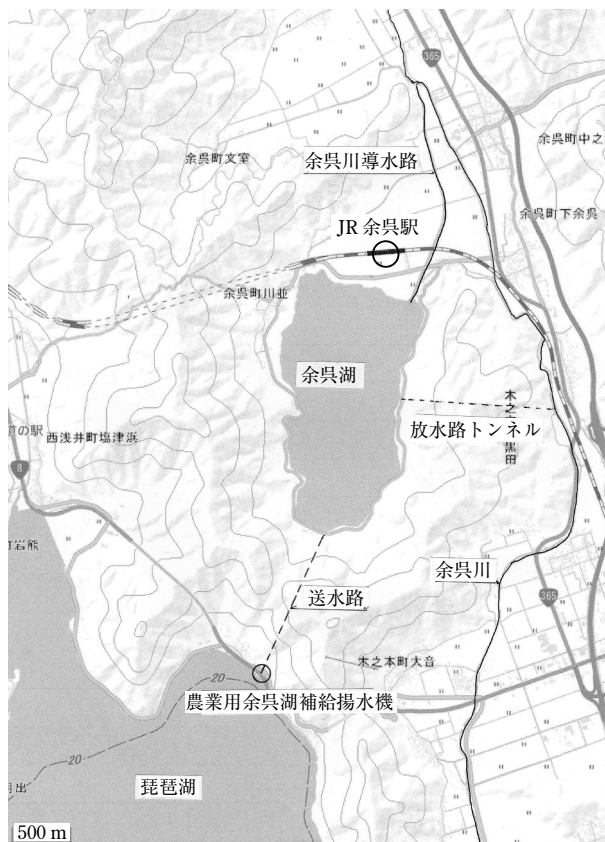 365
余呉町中之
余呉町文室
余呉川導水路
余呉町下余呉
JR 余呉駅
余呉町川並
余呉湖
木之
黒田
道の駅
西浅井町塩津浜
放水路トンネル
8
町岩熊
余呉川
365
送水路
木之本町大音
20
農業用余呉湖補給揚水機
20
琵琶湖
月出
500 m